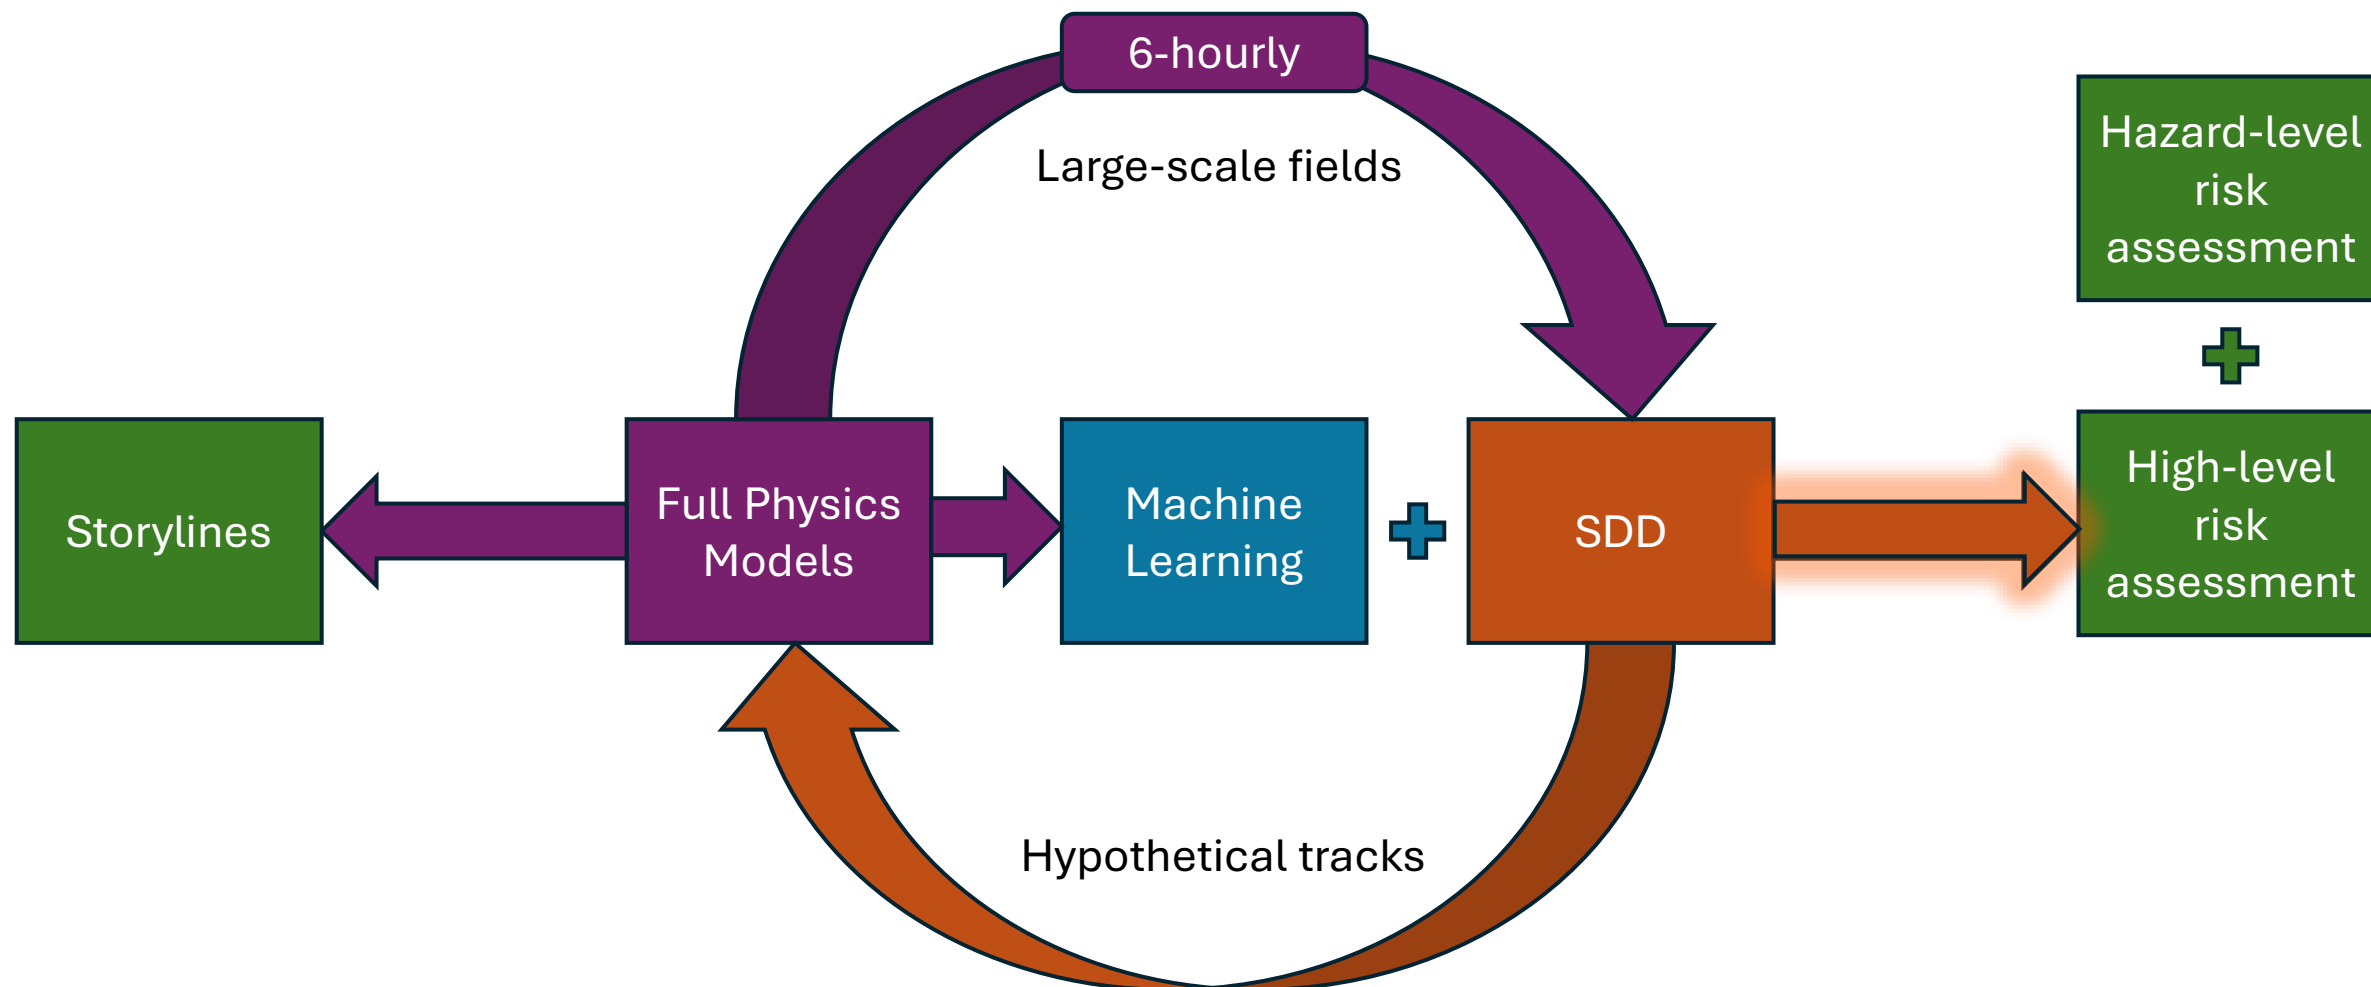 6-hourly
Large-scale fields
Hazard-level
risk
assessment
Storylines
Full Physics
Models
Machine
Learning
SDD
High-level
risk
assessment
Hypothetical tracks